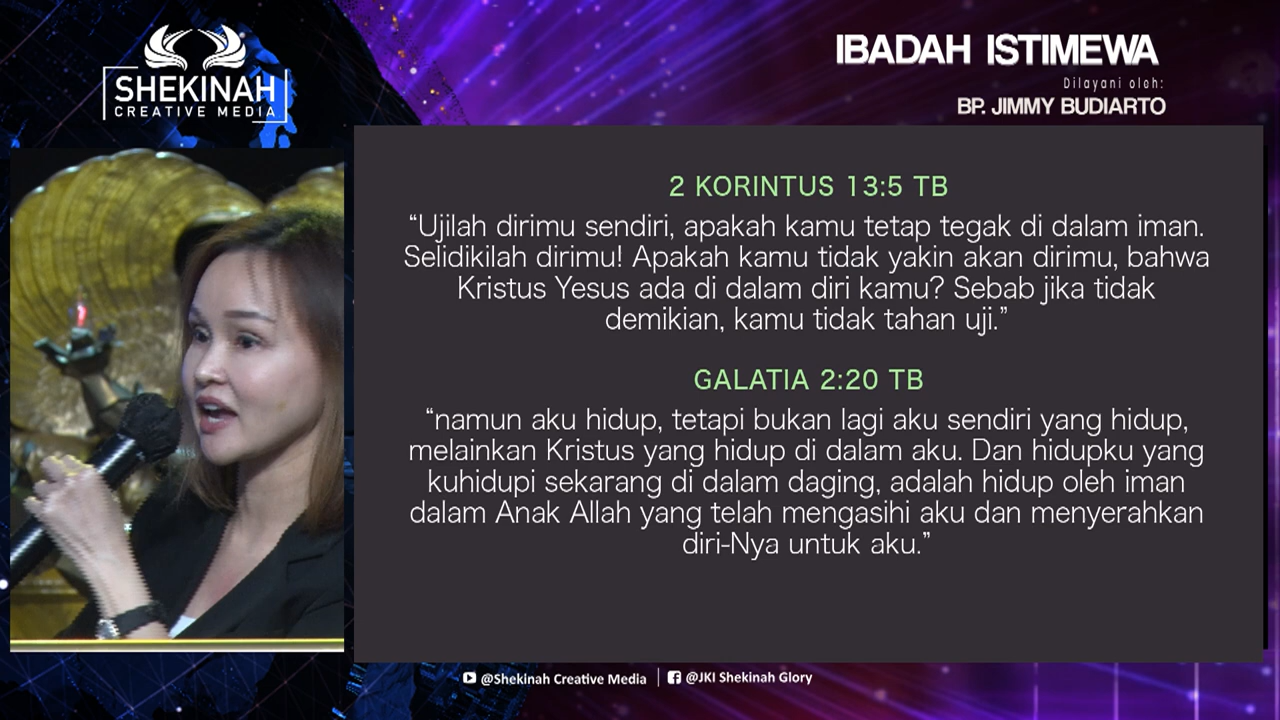 SHEKINAH
CREATIVE MEDIA
IBADAH ISTIMEWA
Dilayani oleh:
BP. JIMMY BUDIARTO
2 KORINTUS 13:5 TB
“Ujilah dirimu sendiri, apakah kamu tetap tegak di dalam iman.
Selidikilah dirimu! Apakah kamu tidak yakin akan dirimu, bahwa
Kristus Yesus ada di dalam diri kamu? Sebab jika tidak
demikian, kamu tidak tahan uji.”
GALATIA 2:20 TB
“namun aku hidup, tetapi bukan lagi aku sendiri yang hidup,
melainkan Kristus yang hidup di dalam aku. Dan hidupku yang
kuhidupi sekarang di dalam daging, adalah hidup oleh iman
dalam Anak Allah yang telah mengasihi aku dan menyerahkan
diri-Nya untuk aku.”
@Shekinah Creative Media | @JKI Shekinah Glory